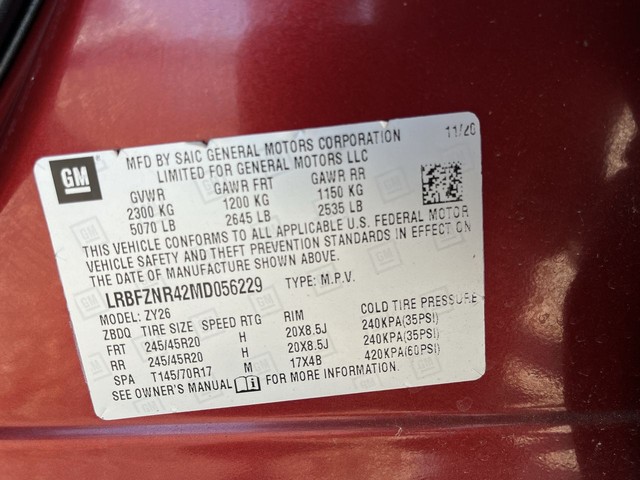 GM
MFD BY SAIC GENERAL MOTORS CORPORATION 11/20
LIMITED FOR GENERAL MOTORS LLC
GVWR GAWR FRT GAWR RR
2300 KG 1200 KG 1150 KG
5070 LB 2645 LB 2535 LB
THIS VEHICLE CONFORMS TO ALL APPLICABLE U.S. FEDERAL MOTOR
VEHICLE SAFETY AND THEFT PREVENTION STANDARDS IN EFFECT ON
THE DATE OF MANUFACTURE SHOWN ABOVE.
LRBFZNR42MD056229 TYPE: M.P.V.
MODEL: ZY26
ZBDQ TIRE SIZE SPEED RTG RIM COLD TIRE PRESSURE
FRT 245/45R20 H 20X8.5J 240KPA(35PSI)
RR 245/45R20 H 20X8.5J 240KPA(35PSI)
SPA T145/70R17 M 17X4B 420KPA(60PSI)
SEE OWNER'S MANUAL FOR MORE INFORMATION.